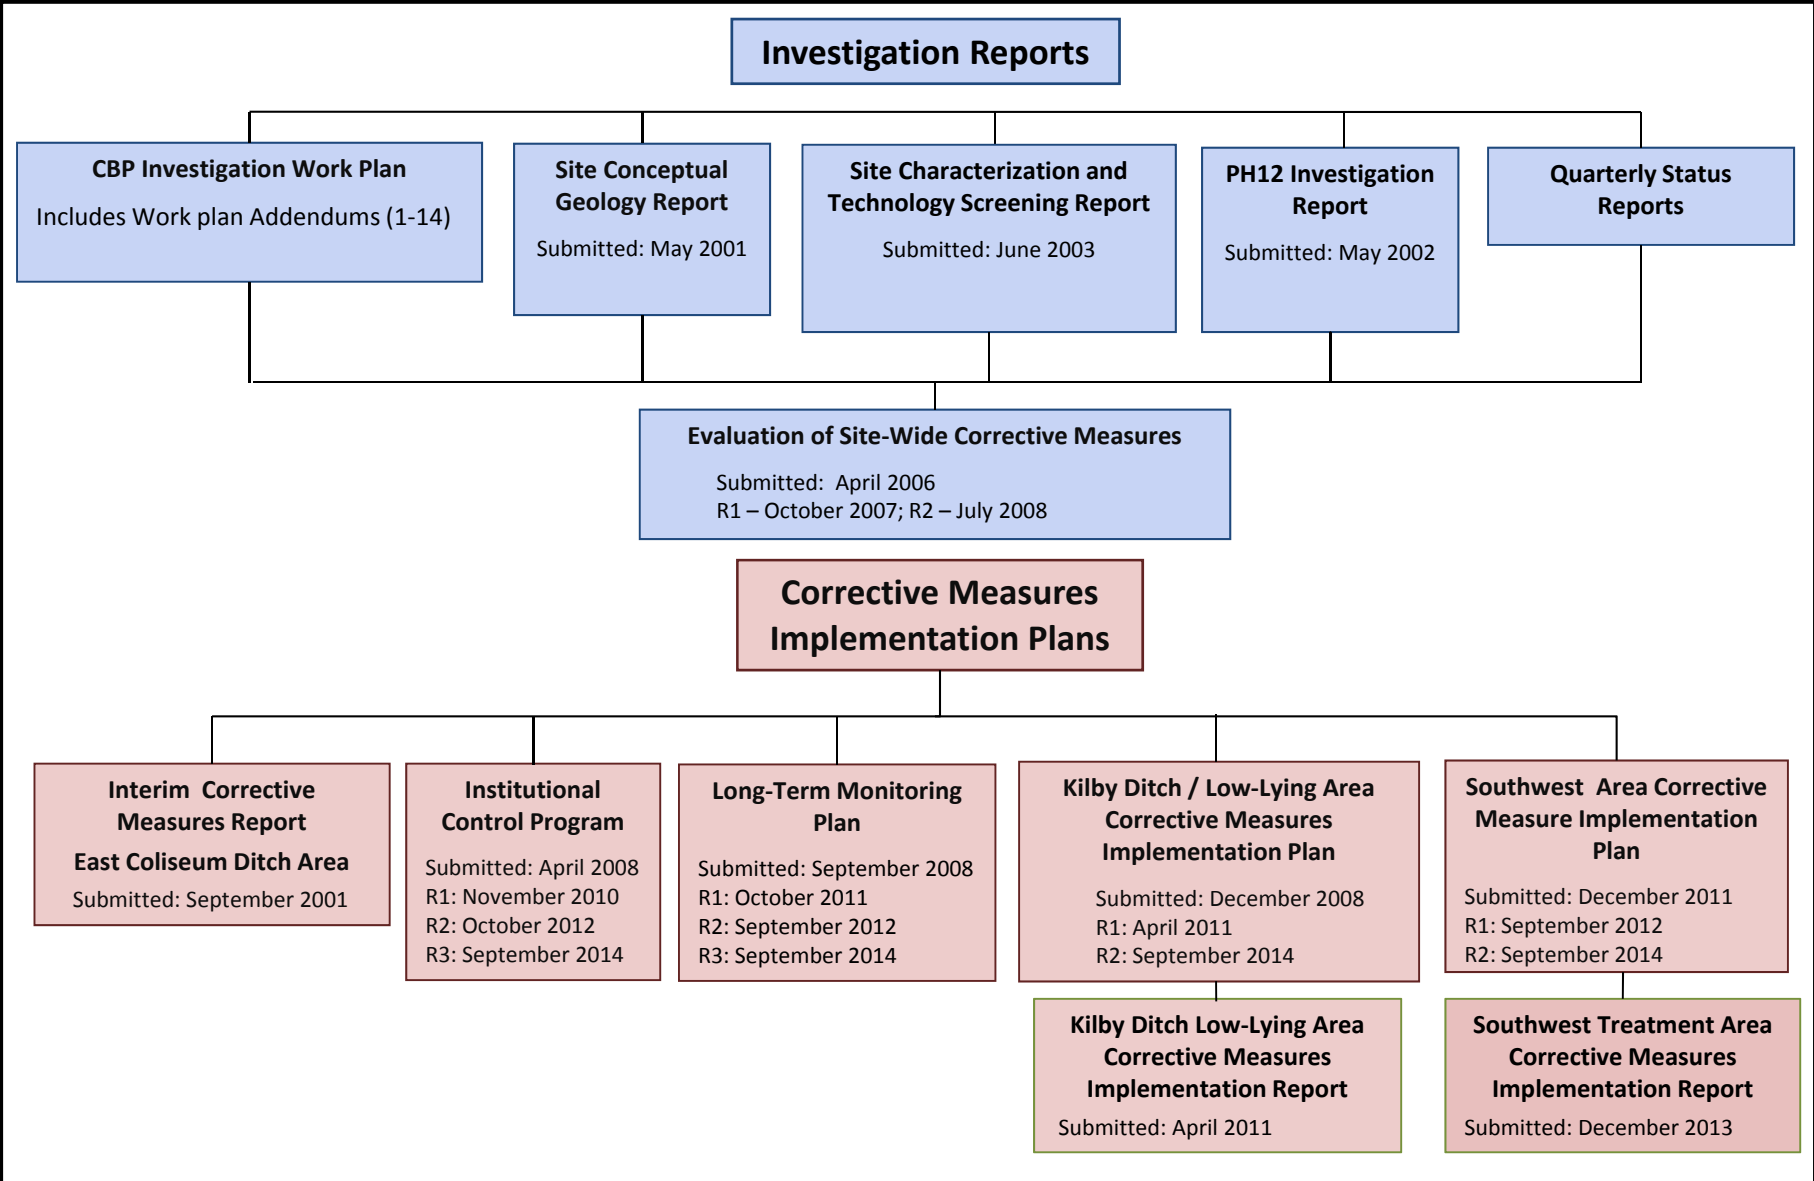 Investigation Reports
CBP Investigation Work Plan
Includes Work plan Addendums (1-14)
Site Conceptual
Geology Report
Submitted: May 2001
Site Characterization and
Technology Screening Report
Submitted: June 2003
PH12 Investigation
Report
Submitted: May 2002
Quarterly Status
Reports
Evaluation of Site-Wide Corrective Measures
Submitted: April 2006
R1 – October 2007; R2 – July 2008
Corrective Measures
Implementation Plans
Interim Corrective
Measures Report
East Coliseum Ditch Area
Submitted: September 2001
Institutional
Control Program
Submitted: April 2008
R1: November 2010
R2: October 2012
R3: September 2014
Long-Term Monitoring
Plan
Submitted: September 2008
R1: October 2011
R2: September 2012
R3: September 2014
Kilby Ditch / Low-Lying Area
Corrective Measures
Implementation Plan
Submitted: December 2008
R1: April 2011
R2: September 2014
Southwest Area Corrective
Measure Implementation
Plan
Submitted: December 2011
R1: September 2012
R2: September 2014
Kilby Ditch Low-Lying Area
Corrective Measures
Implementation Report
Submitted: April 2011
Southwest Treatment Area
Corrective Measures
Implementation Report
Submitted: December 2013